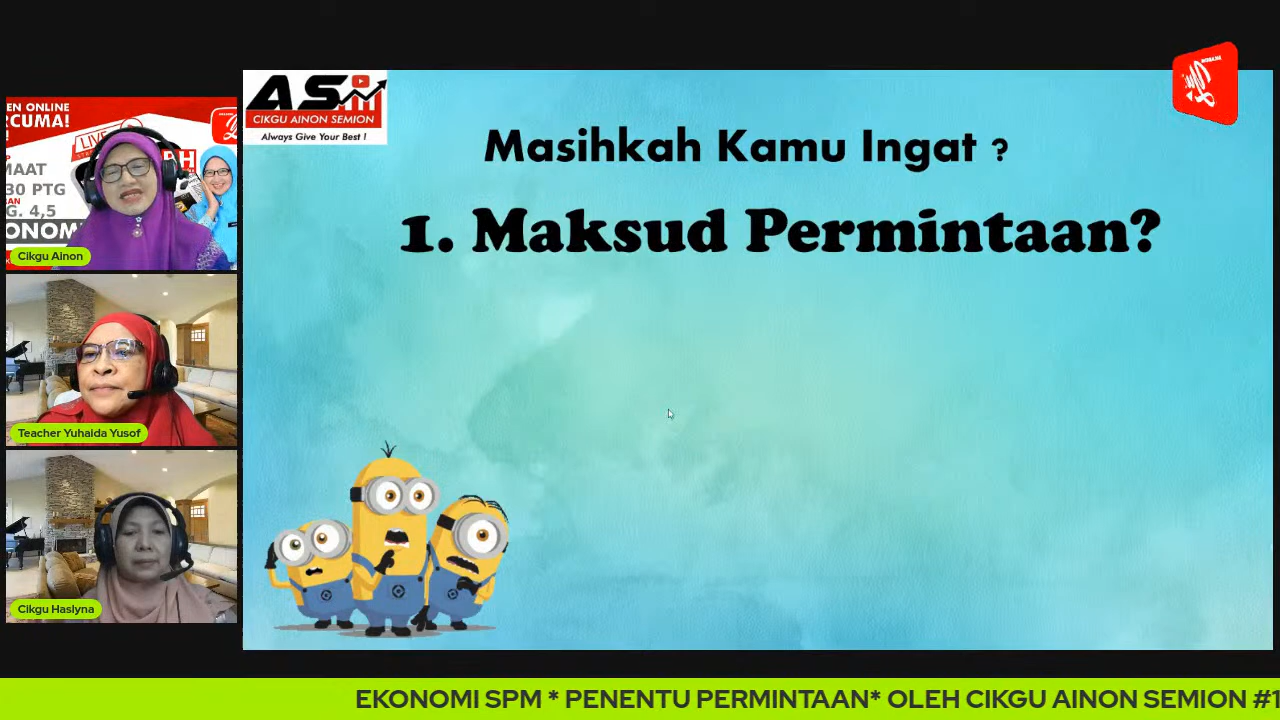 EN ONLINE
RCUMA!
LIVE
MAAT
30 PTG
G. 4,5
ONOM
Cikgu Ainon
Teacher Yuhaida Yusof
Cikgu Haslyna
AS
CIKGU AINON SEMION
Always Give Your Best !
Masihkah Kamu Ingat ?
1. Maksud Permintaan?
EKONOMI SPM * PENENTU PERMINTAAN* OLEH CIKGU AINON SEMION #1